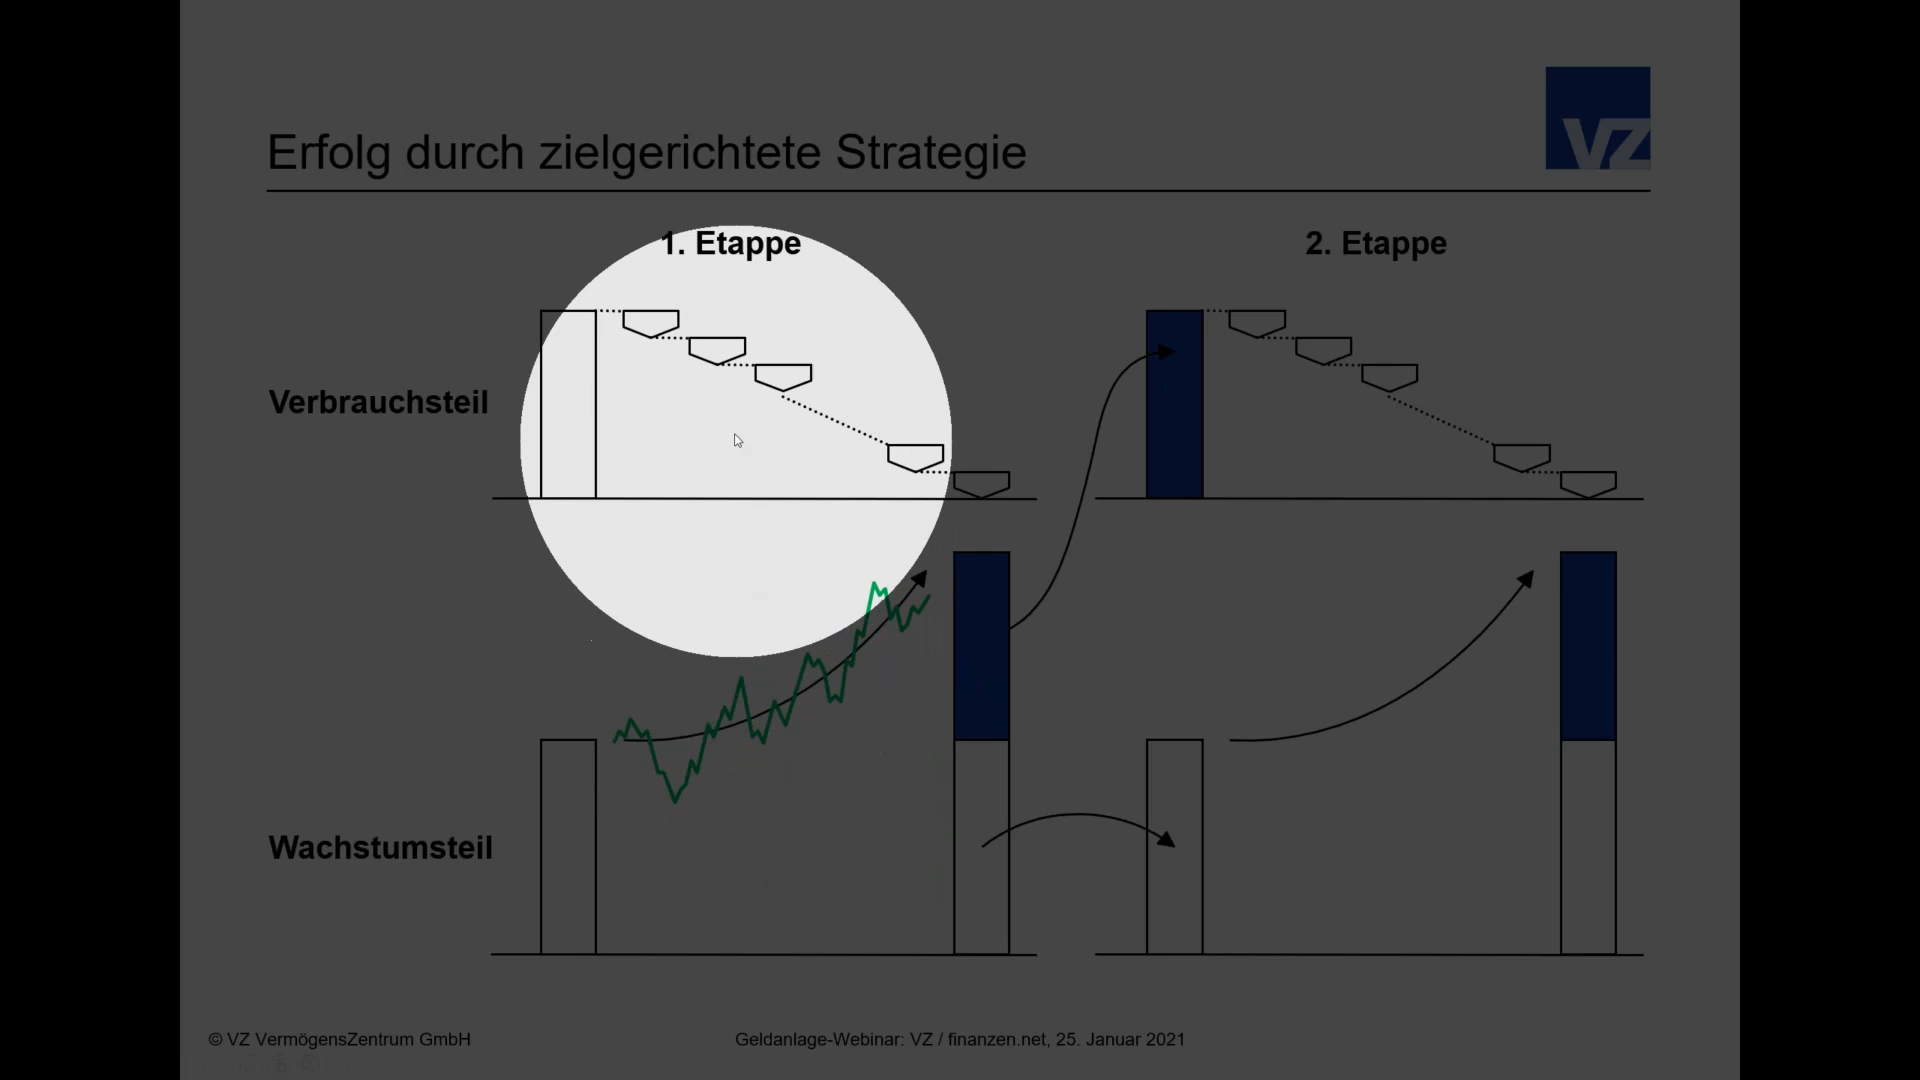 VZ
Erfolg durch zielgerichtete Strategie
1. Etappe
2. Etappe
Verbrauchsteil
Wachstumsteil
© VZ VermögensZentrum GmbH
Geldanlage-Webinar: VZ / finanzen.net, 25. Januar 2021